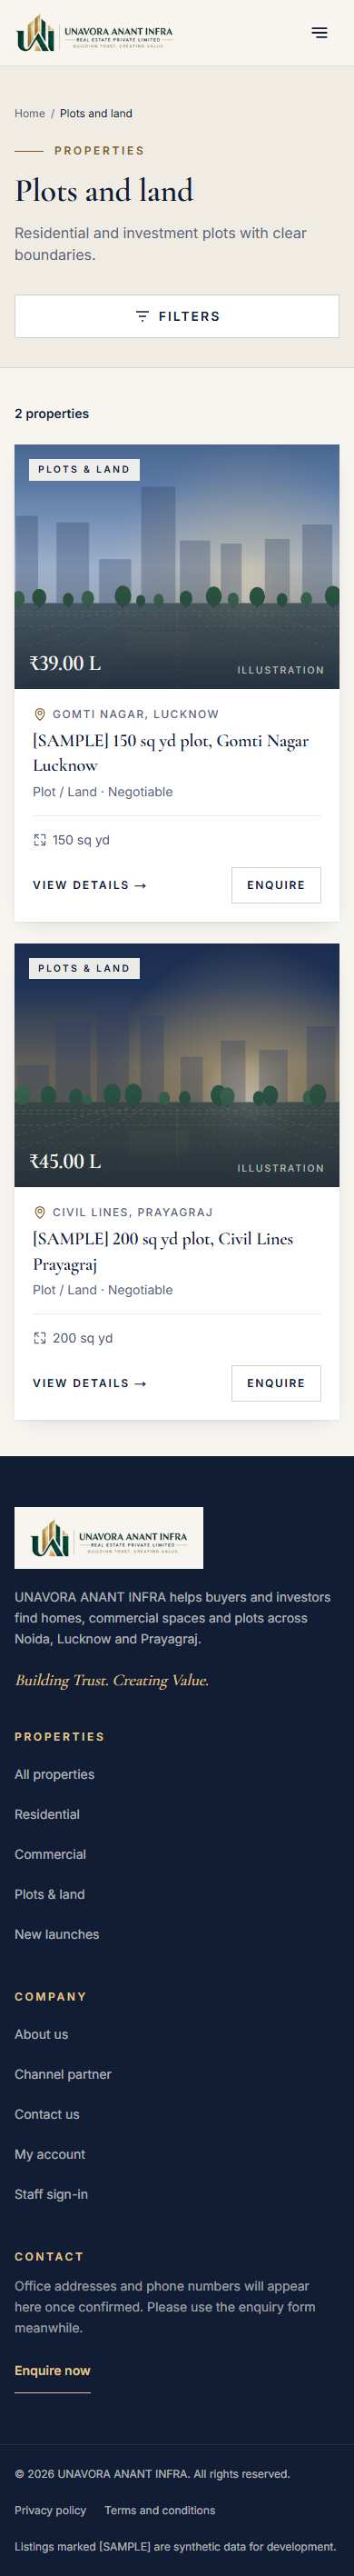 UNAVORA ANANT INFRA
REAL ESTATE PRIVATE LIMITED
BUILDING TRUST. CREATING VALUE.
Home / Plots and land
PROPERTIES
Plots and land
Residential and investment plots with clear
boundaries.
FILTERS
2 properties
PLOTS & LAND
₹39.00 L
ILLUSTRATION
GOMTI NAGAR, LUCKNOW
[SAMPLE] 150 sq yd plot, Gomti Nagar
Lucknow
Plot / Land · Negotiable
150 sq yd
VIEW DETAILS →
ENQUIRE
PLOTS & LAND
₹45.00 L
ILLUSTRATION
CIVIL LINES, PRAYAGRAJ
[SAMPLE] 200 sq yd plot, Civil Lines
Prayagraj
Plot / Land · Negotiable
200 sq yd
VIEW DETAILS →
ENQUIRE
UNAVORA ANANT INFRA
REAL ESTATE PRIVATE LIMITED
BUILDING TRUST. CREATING VALUE.
UNAVORA ANANT INFRA helps buyers and investors
find homes, commercial spaces and plots across
Noida, Lucknow and Prayagraj.
Building Trust. Creating Value.
PROPERTIES
All properties
Residential
Commercial
Plots & land
New launches
COMPANY
About us
Channel partner
Contact us
My account
Staff sign-in
CONTACT
Office addresses and phone numbers will appear
here once confirmed. Please use the enquiry form
meanwhile.
Enquire now
© 2026 UNAVORA ANANT INFRA. All rights reserved.
Privacy policy Terms and conditions
Listings marked [SAMPLE] are synthetic data for development.